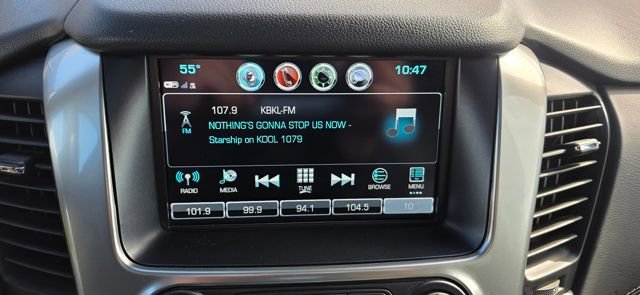 55° 10:47
107.9 KBKL-FM
NOTHING'S GONNA STOP US NOW -
Starship on KOOL 1079
FM
RADIO MEDIA TUNE BROWSE MENU
101.9 99.9 94.1 104.5 10